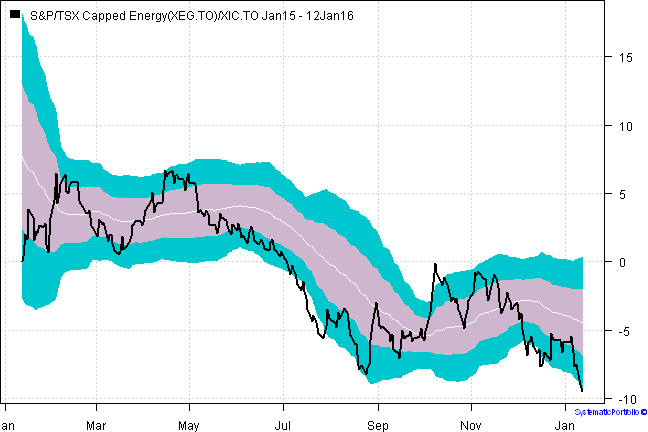 S&P/TSX Capped Energy(XEG.TO)/XIC.TO Jan15 - 12Jan16
15
10
5
0
-5
-10
an Mar May Jul Sep Nov Jan
SystematicPortfolio ©